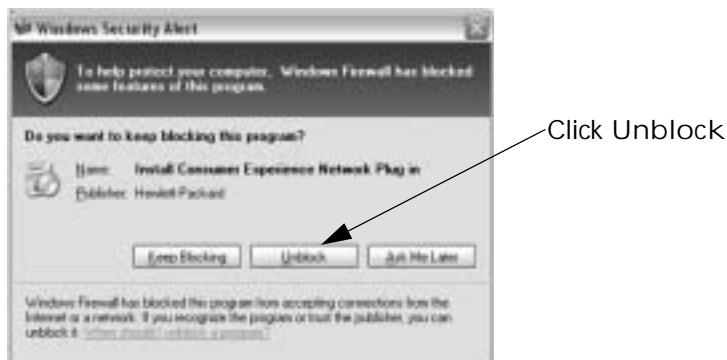 Windows Security Alert
To help protect your computer, Windows Firewall has blocked
some features of this program.
Do you want to keep blocking this program?
Click Unblock
Name: Install Consumer Experience Network Plug in
Publisher: Hewlett-Packard
Keep Blocking Unblock Ask Me Later
Windows Firewall has blocked this program from accepting connections from the
Internet or a network. If you recognize the program or trust the publisher, you can
unblock it. When should I unblock a program?